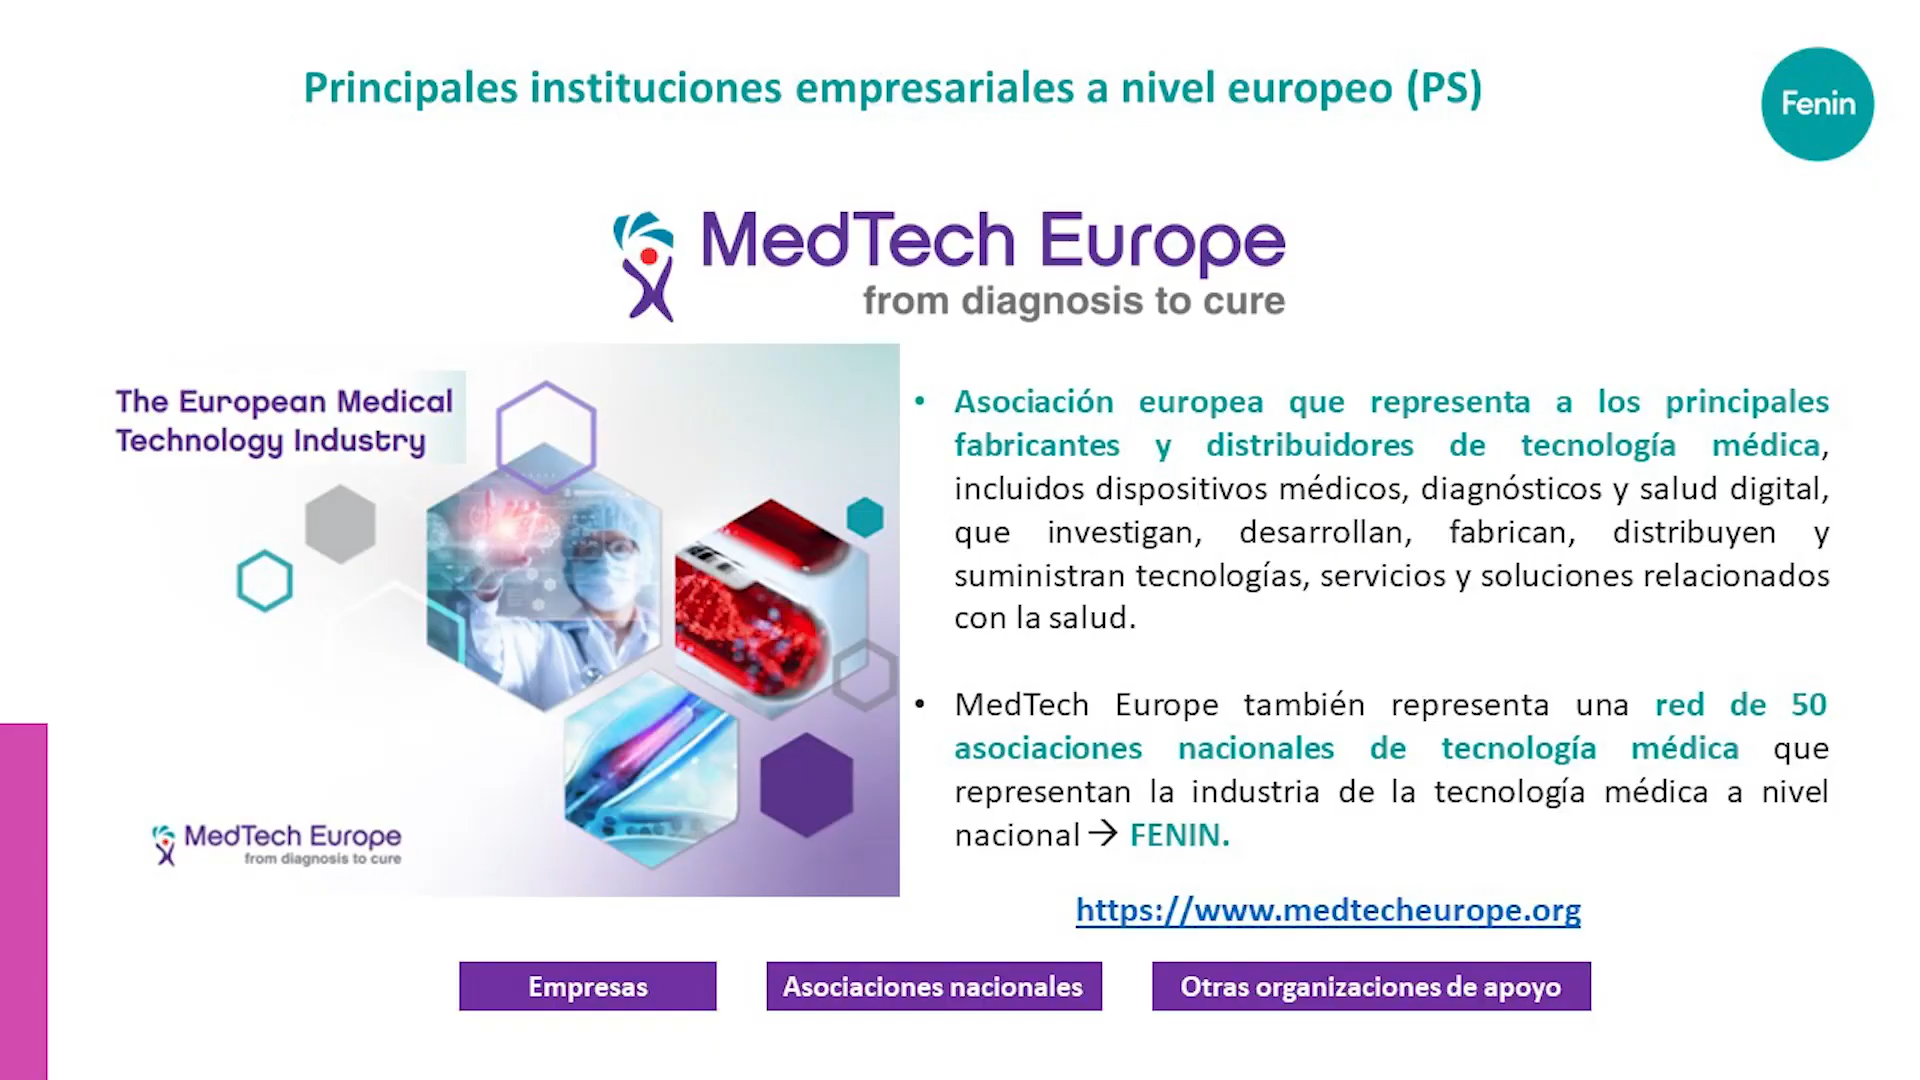 Principales instituciones empresariales a nivel europeo (PS)
Fenin
MedTech Europe
from diagnosis to cure
The European Medical
Technology Industry
MedTech Europe
from diagnosis to cure
• Asociación europea que representa a los principales
fabricantes y distribuidores de tecnología médica,
incluidos dispositivos médicos, diagnósticos y salud digital,
que investigan, desarrollan, fabrican, distribuyen y
suministran tecnologías, servicios y soluciones relacionados
con la salud.
• MedTech Europe también representa una red de 50
asociaciones nacionales de tecnología médica que
representan la industria de la tecnología médica a nivel
nacional → FENIN.
https://www.medtecheurope.org
Empresas
Asociaciones nacionales
Otras organizaciones de apoyo